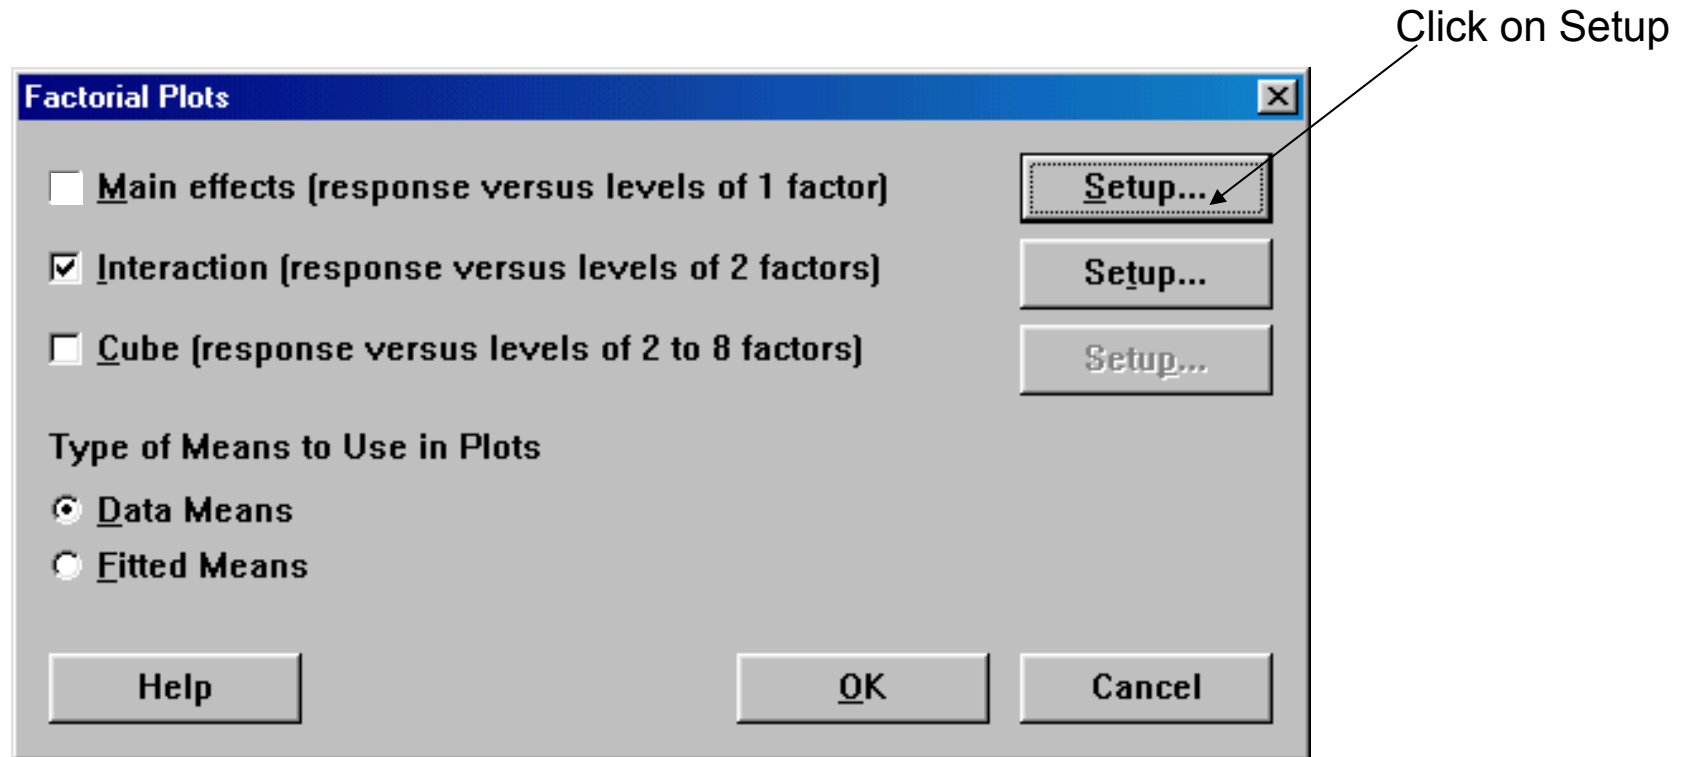 Click on Setup
Factorial Plots
Main effects (response versus levels of 1 factor)
Setup...
Interaction (response versus levels of 2 factors)
Setup...
Cube (response versus levels of 2 to 8 factors)
Setup...
Type of Means to Use in Plots
Data Means
Fitted Means
Help
OK
Cancel